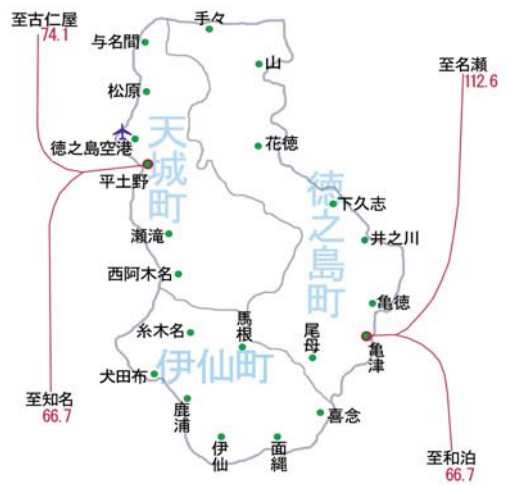 至古仁屋
74.1
手々
与名間
山
至名瀬
112.6
松原
徳之島空港
花徳
天城町
平土野
徳之島町
下久志
瀬滝
井之川
西阿木名
亀徳
糸木名
馬根
尾母
亀津
伊仙町
犬田布
至知名
66.7
鹿浦
喜念
伊仙
面縄
至和泊
66.7